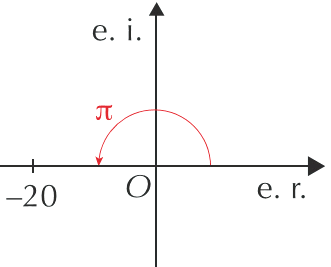 e. i.
π
−20
O
e. r.